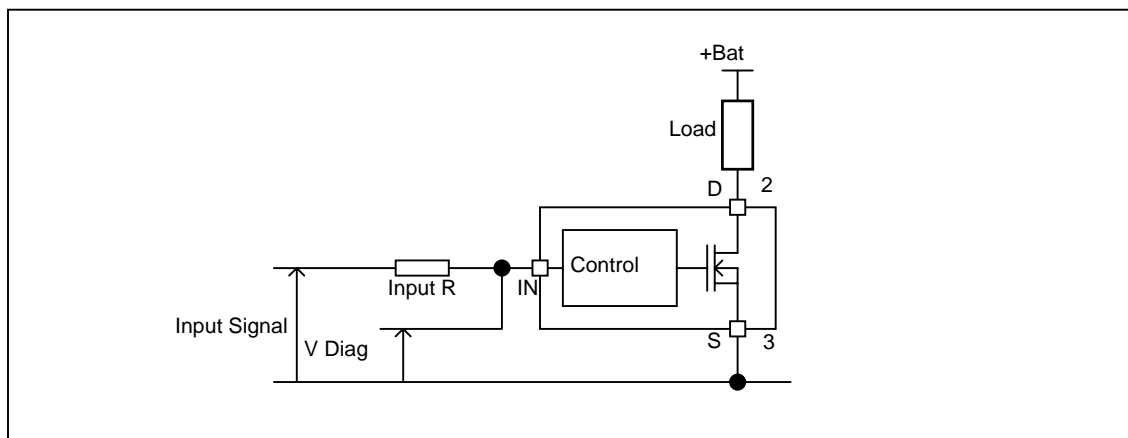 +Bat
Load
D 2
Control
Input R
IN
Input Signal
V Diag
S 3